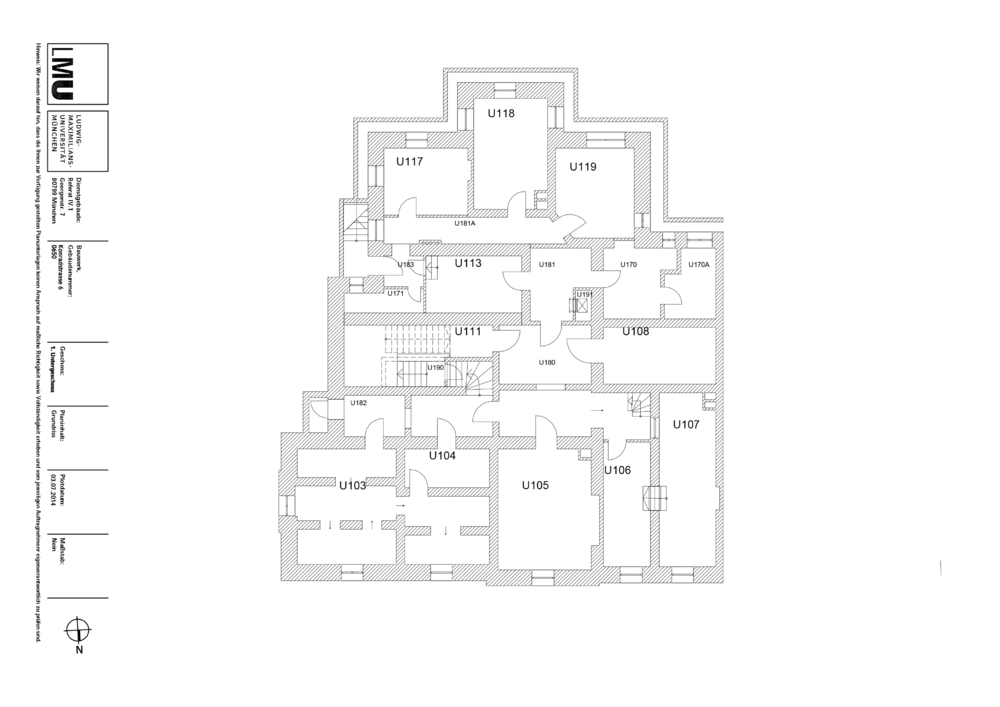 LMU
LUDWIG-
MAXIMILIANS-
UNIVERSITÄT
MÜNCHEN
Dienstgebäude:
Referat IV.1
Georgenstr. 7
80799 München
Bauwerk,
Gebäudenummer:
Konradstrasse 6
0650
Geschoss:
1. Untergeschoss
Planinhalt:
Grundriss
Plotdatum:
03.07.2014
Maßstab:
Nein
N
Hinweis: Wir weisen darauf hin, dass die Ihnen zur Verfügung gestellten Planunterlagen keinen Anspruch auf maßliche Richtigkeit sowie Vollständigkeit erheben und vom jeweiligen Auftragnehmer eigenverantwortlich zu prüfen sind.
U118
U117
U119
U181A
U183
U113
U181
U170
U170A
U171
U191
U111
U108
U190
U180
U182
U107
U104
U103
U105
U106